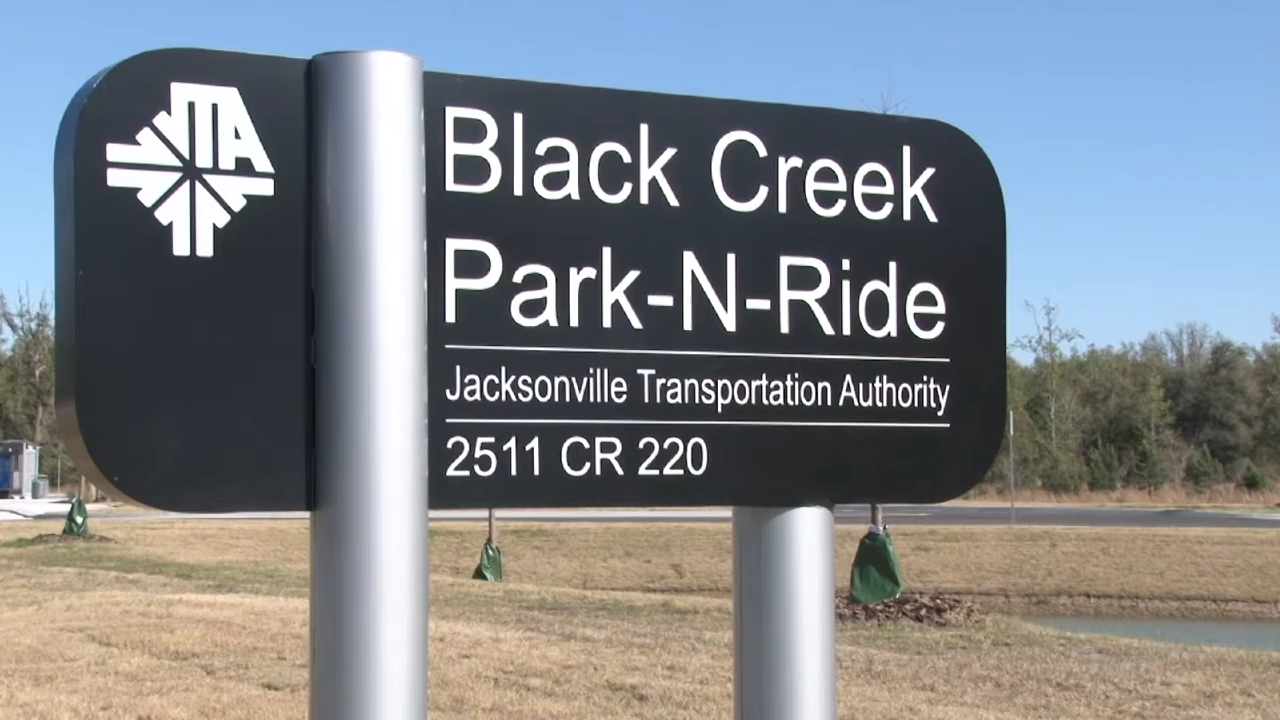 JTA
Black Creek
Park-N-Ride
Jacksonville Transportation Authority
2511 CR 220